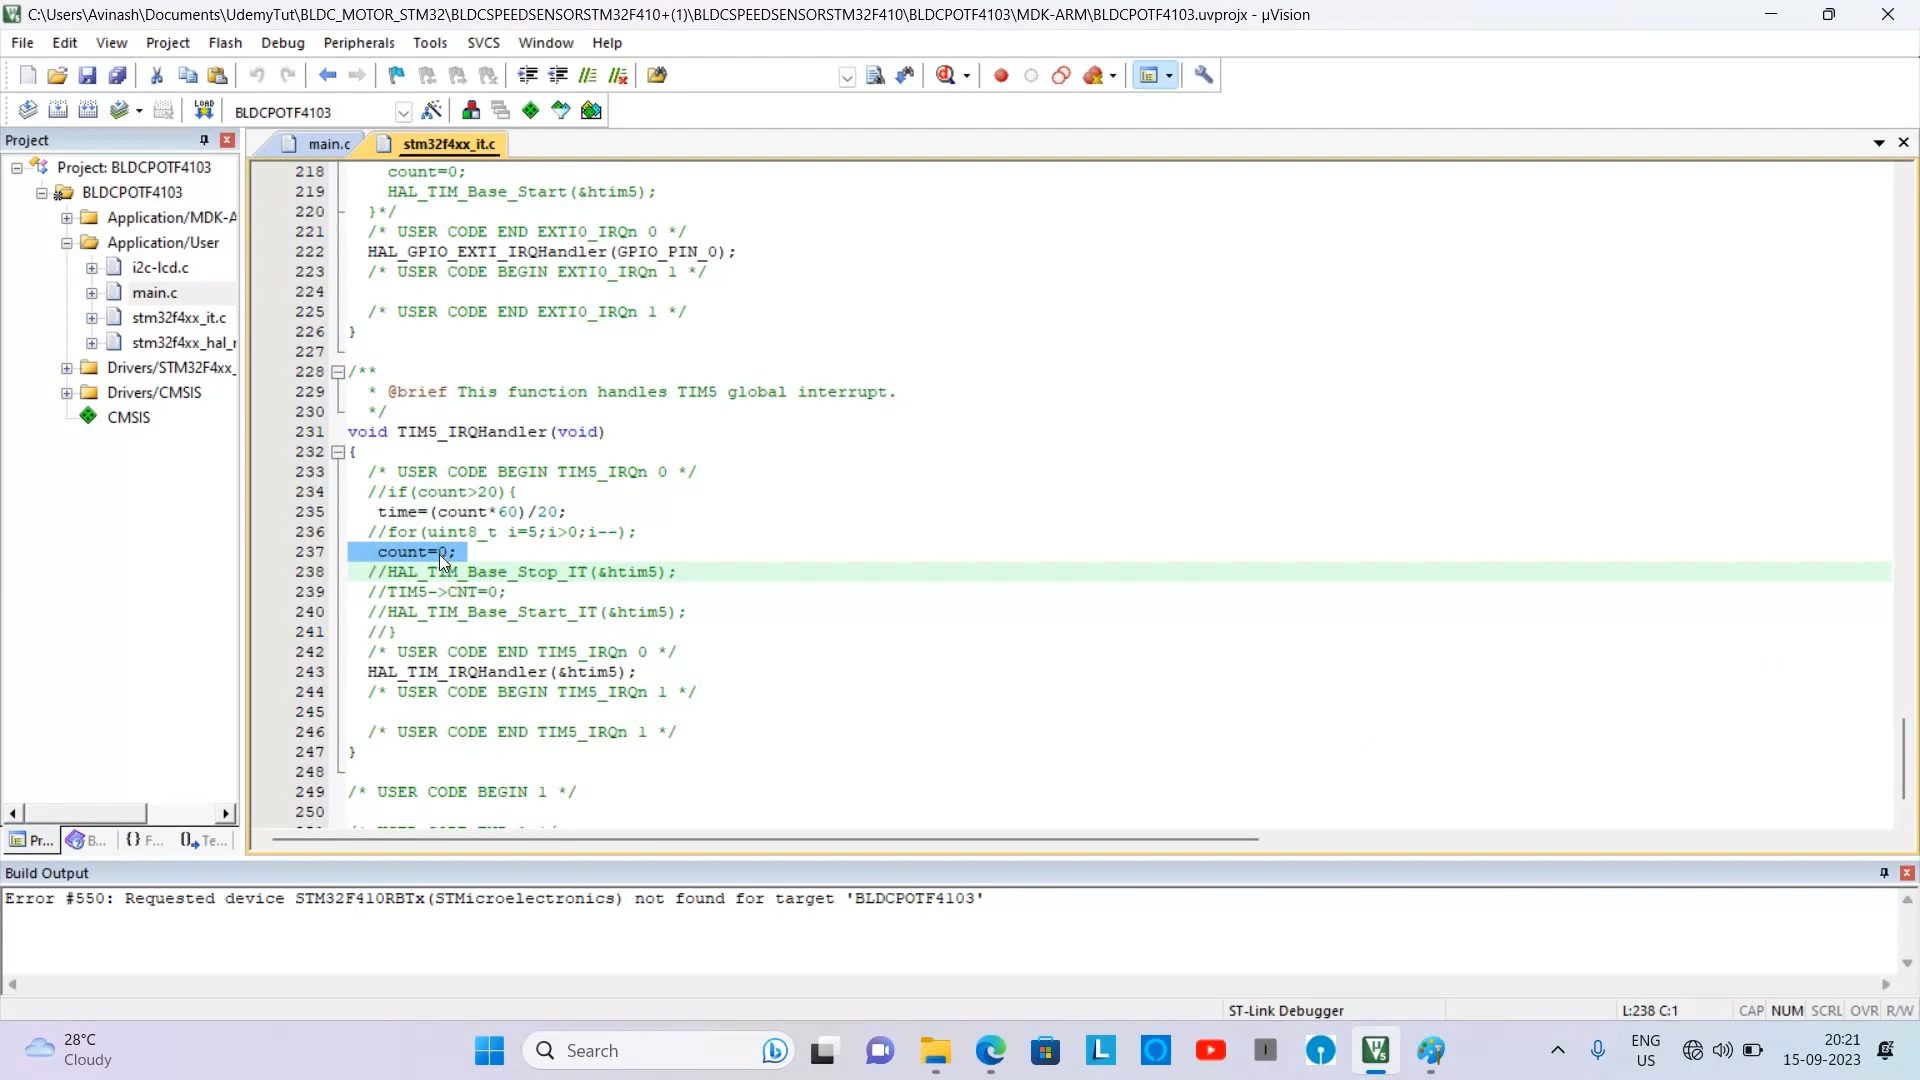 C:\Users\Avinash\Documents\UdemyTut\BLDC_MOTOR_STM32\BLDCSPEEDSENSORSTM32F410+(1)\BLDCSPEEDSENSORSTM32F410\BLDCPOTF4103\MDK-ARM\BLDCPOTF4103.uvprojx - µVision
File Edit View Project Flash Debug Peripherals Tools SVCS Window Help
LOAD BLDCPOTF4103
Project
main.c stm32f4xx_it.c
Project: BLDCPOTF4103
BLDCPOTF4103
Application/MDK-A
Application/User
i2c-lcd.c
main.c
stm32f4xx_it.c
stm32f4xx_hal_
Drivers/STM32F4xx_
Drivers/CMSIS
CMSIS
Pr... B... {} F... Te...
218 count=0;
219 HAL_TIM_Base_Start(&htim5);
220 }*/
221 /* USER CODE END EXTI0_IRQn 0 */
222 HAL_GPIO_EXTI_IRQHandler(GPIO_PIN_0);
223 /* USER CODE BEGIN EXTI0_IRQn 1 */
224
225 /* USER CODE END EXTI0_IRQn 1 */
226 }
227
228 /**
229 * @brief This function handles TIM5 global interrupt.
230 */
231 void TIM5_IRQHandler(void)
232 {
233 /* USER CODE BEGIN TIM5_IRQn 0 */
234 //if(count>20){
235 time=(count*60)/20;
236 //for(uint8_t i=5;i>0;i--);
237 count=0;
238 //HAL_TIM_Base_Stop_IT(&htim5);
239 //TIM5->CNT=0;
240 //HAL_TIM_Base_Start_IT(&htim5);
241 //}
242 /* USER CODE END TIM5_IRQn 0 */
243 HAL_TIM_IRQHandler(&htim5);
244 /* USER CODE BEGIN TIM5_IRQn 1 */
245
246 /* USER CODE END TIM5_IRQn 1 */
247 }
248
249 /* USER CODE BEGIN 1 */
250
Build Output
Error #550: Requested device STM32F410RBTx(STMicroelectronics) not found for target 'BLDCPOTF4103'
ST-Link Debugger L:238 C:1 CAP NUM SCRL OVR R/W
28°C
Cloudy
Search
ENG
US
20:21
15-09-2023